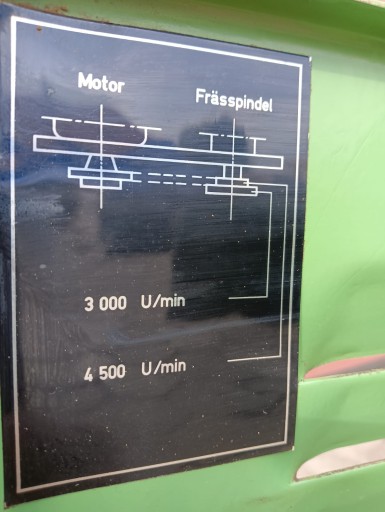 Motor
Frässpindel
3 000 U/min
4 500 U/min